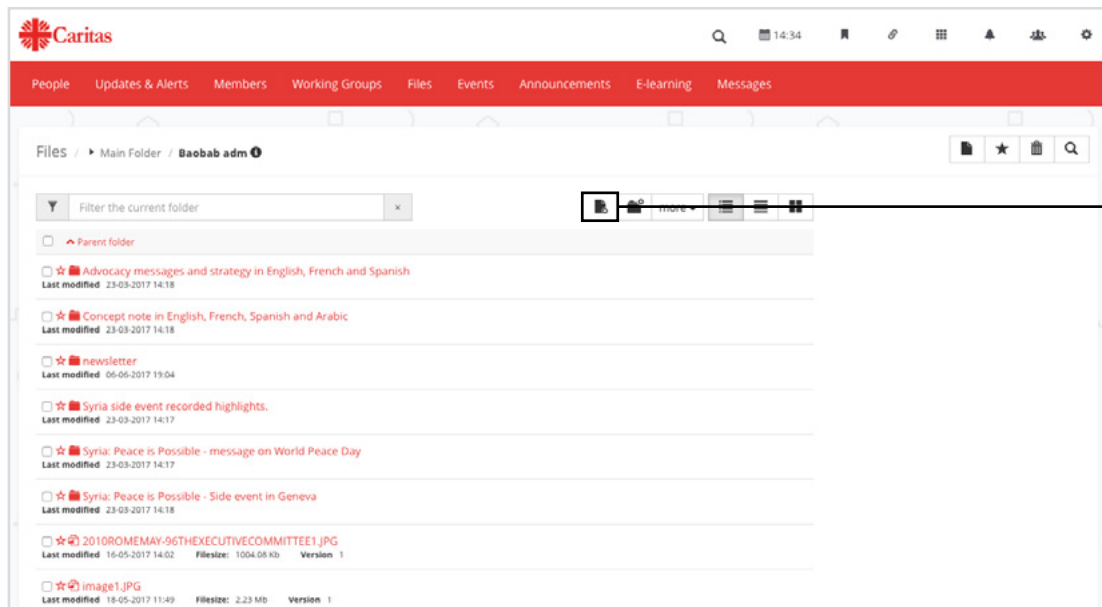 Caritas
14:34
People Updates & Alerts Members Working Groups Files Events Announcements E-learning Messages
Files / Main Folder / Baobab adm
Filter the current folder × more
Parent folder
Advocacy messages and strategy in English, French and Spanish
Last modified 23-03-2017 14:18
Concept note in English, French, Spanish and Arabic
Last modified 23-03-2017 14:18
newsletter
Last modified 06-06-2017 19:04
Syria side event recorded highlights.
Last modified 23-03-2017 14:17
Syria: Peace is Possible - message on World Peace Day
Last modified 23-03-2017 14:17
Syria: Peace is Possible - Side event in Geneva
Last modified 23-03-2017 14:18
2010ROMEMAY-96THEXECUTIVECOMMITTEE1.JPG
Last modified 16-05-2017 14:02 Filesize: 1004.08 Kb Version 1
image1.JPG
Last modified 18-05-2017 11:49 Filesize: 2.23 Mb Version 1